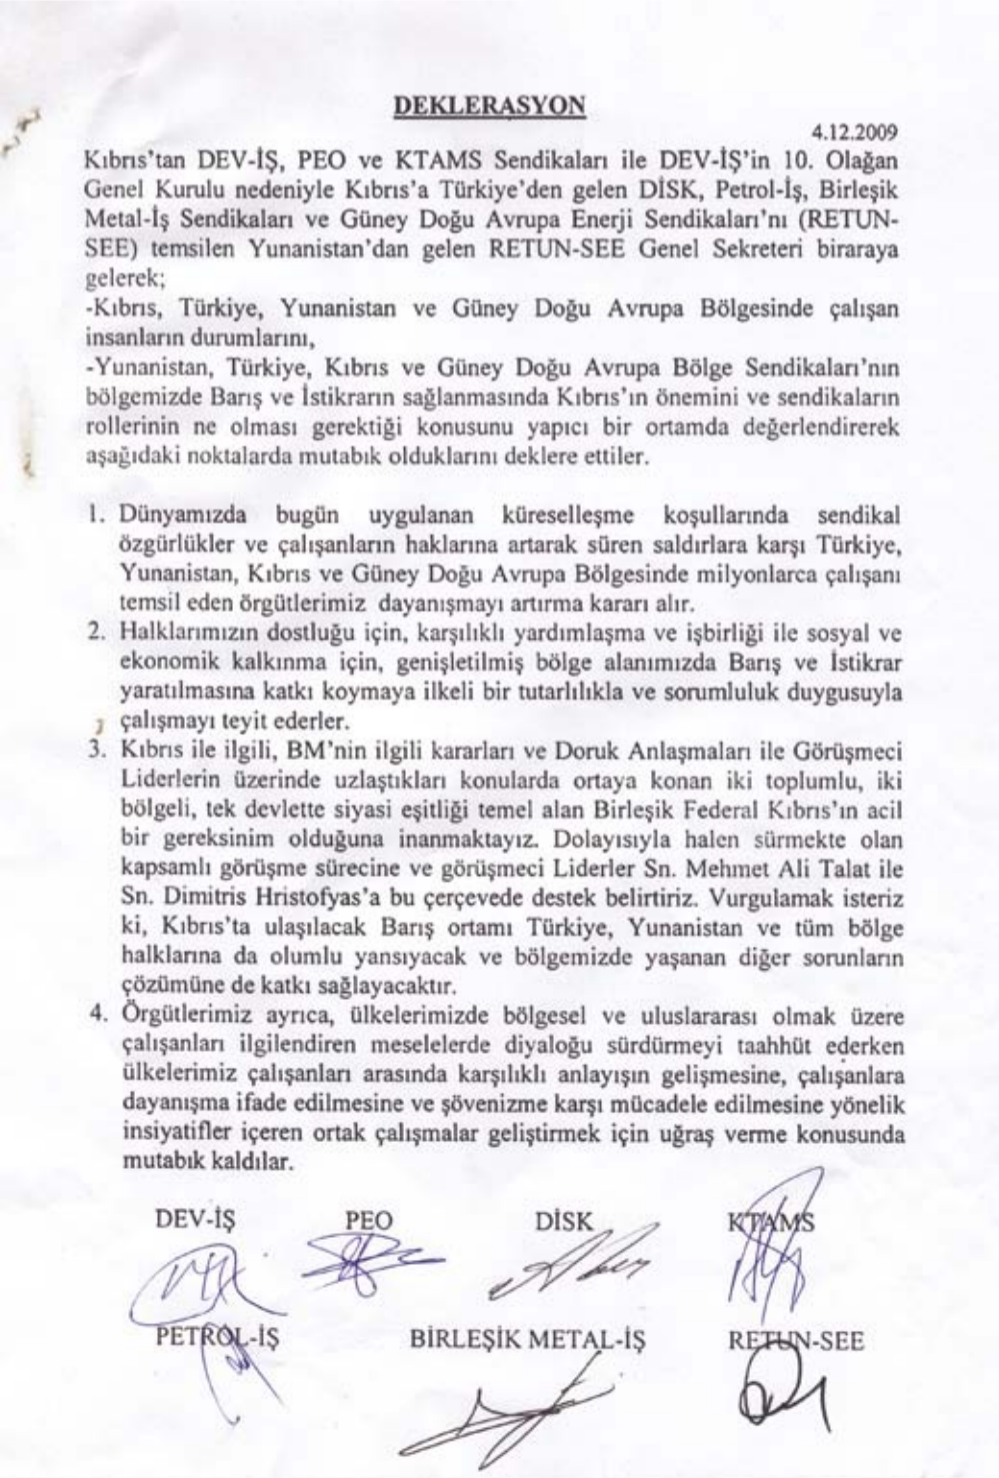 DEKLERASYON
4.12.2009
Kıbrıs'tan DEV-İŞ, PEO ve KTAMS Sendikaları ile DEV-İŞ'in 10. Olağan
Genel Kurulu nedeniyle Kıbrıs'a Türkiye'den gelen DİSK, Petrol-İş, Birleşik
Metal-İş Sendikaları ve Güney Doğu Avrupa Enerji Sendikaları'nı (RETUN-
SEE) temsilen Yunanistan'dan gelen RETUN-SEE Genel Sekreteri biraraya
gelerek;
-Kıbrıs, Türkiye, Yunanistan ve Güney Doğu Avrupa Bölgesinde çalışan
insanların durumlarını,
-Yunanistan, Türkiye, Kıbrıs ve Güney Doğu Avrupa Bölge Sendikaları'nın
bölgemizde Barış ve İstikrarın sağlanmasında Kıbrıs'ın önemini ve sendikaların
rollerinin ne olması gerektiği konusunu yapıcı bir ortamda değerlendirerek
aşağıdaki noktalarda mutabık olduklarını deklere ettiler.
1. Dünyamızda bugün uygulanan küreselleşme koşullarında sendikal
özgürlükler ve çalışanların haklarına artarak süren saldırlara karşı Türkiye,
Yunanistan, Kıbrıs ve Güney Doğu Avrupa Bölgesinde milyonlarca çalışanı
temsil eden örgütlerimiz dayanışmayı artırma kararı alır.
2. Halklarımızın dostluğu için, karşılıklı yardımlaşma ve işbirliği ile sosyal ve
ekonomik kalkınma için, genişletilmiş bölge alanımızda Barış ve İstikrar
yaratılmasına katkı koymaya ilkeli bir tutarlılıkla ve sorumluluk duygusuyla
çalışmayı teyit ederler.
3. Kıbrıs ile ilgili, BM'nin ilgili kararları ve Doruk Anlaşmaları ile Görüşmeci
Liderlerin üzerinde uzlaştıkları konularda ortaya konan iki toplumlu, iki
bölgeli, tek devlette siyasi eşitliği temel alan Birleşik Federal Kıbrıs'ın acil
bir gereksinim olduğuna inanmaktayız. Dolayısıyla halen sürmekte olan
kapsamlı görüşme sürecine ve görüşmeci Liderler Sn. Mehmet Ali Talat ile
Sn. Dimitris Hristofyas'a bu çerçevede destek belirtiriz. Vurgulamak isteriz
ki, Kıbrıs'ta ulaşılacak Barış ortamı Türkiye, Yunanistan ve tüm bölge
halklarına da olumlu yansıyacak ve bölgemizde yaşanan diğer sorunların
çözümüne de katkı sağlayacaktır.
4. Örgütlerimiz ayrıca, ülkelerimizde bölgesel ve uluslararası olmak üzere
çalışanları ilgilendiren meselelerde diyaloğu sürdürmeyi taahhüt ederken
ülkelerimiz çalışanları arasında karşılıklı anlayışın gelişmesine, çalışanlara
dayanışma ifade edilmesine ve şövenizme karşı mücadele edilmesine yönelik
insiyatifler içeren ortak çalışmalar geliştirmek için uğraş verme konusunda
mutabık kaldılar.
DEV-İŞ PEO DİSK KTAMS
PETROL-İŞ BİRLEŞİK METAL-İŞ RETUN-SEE